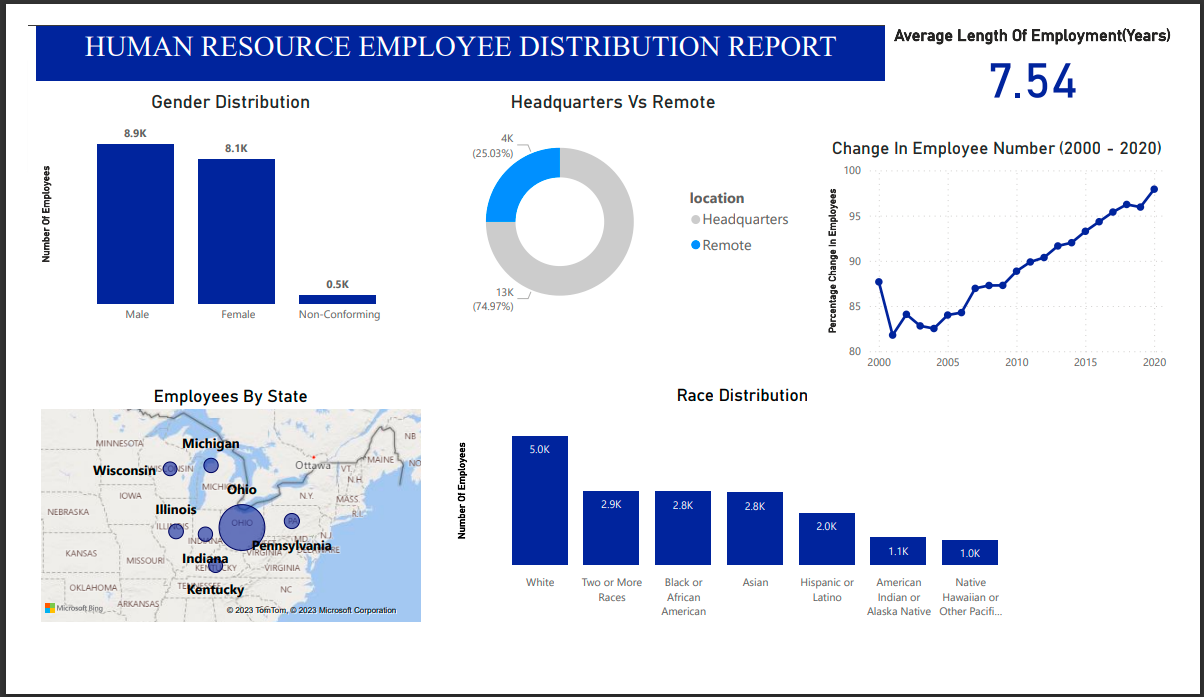 HUMAN RESOURCE EMPLOYEE DISTRIBUTION REPORT
Average Length Of Employment(Years)
7.54
Gender Distribution
Number Of Employees
8.9K
8.1K
0.5K
Male
Female
Non-Conforming
Headquarters Vs Remote
4K
(25.03%)
13K
(74.97%)
location
Headquarters
Remote
Change In Employee Number (2000 - 2020)
Percentage Change In Employees
100
95
90
85
80
2000
2005
2010
2015
2020
Employees By State
MINNESOTA
Michigan
Wisconsin
Ottawa
MAINE
NB
NO
VT.
N.H.
MICHI
Ohio
IOWA
N.Y.
MASS.
R.I.
NEBRASKA
Illinois
OHIO
PA
N.J.
MD.
Pennsylvania
KANSAS
MISSOURI
Indiana
KENTUCKY
VIRGINIA
Kentucky
OKLAHOMA
ARKANSAS
NC
Microsoft Bing
© 2023 TomTom, © 2023 Microsoft Corporation
Race Distribution
Number Of Employees
5.0K
2.9K
2.8K
2.8K
2.0K
1.1K
1.0K
White
Two or More
Races
Black or
African
American
Asian
Hispanic or
Latino
American
Indian or
Alaska Native
Native
Hawaiian or
Other Pacifi...